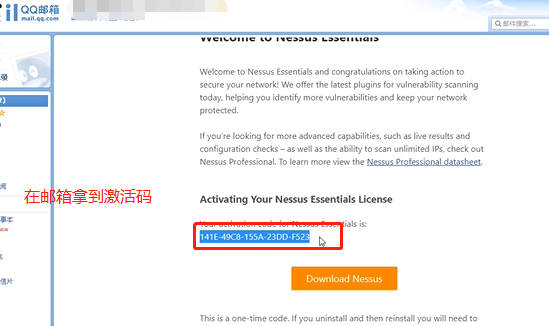 QQ邮箱
mail.qq.com
邮件搜索...
Welcome to Nessus Essentials
Welcome to Nessus Essentials and congratulations on taking action to
secure your network! We offer the latest plugins for vulnerability scanning
today, helping you identify more vulnerabilities and keep your network
protected.
If you're looking for more advanced capabilities, such as live results and
configuration checks – as well as the ability to scan unlimited IPs, check out
Nessus Professional. To learn more view the Nessus Professional datasheet.
在邮箱拿到激活码
Activating Your Nessus Essentials License
Your activation code for Nessus Essentials is:
141E-49C8-155A-23DD-F523
Download Nessus
This is a one-time code. If you uninstall and then reinstall you will need to